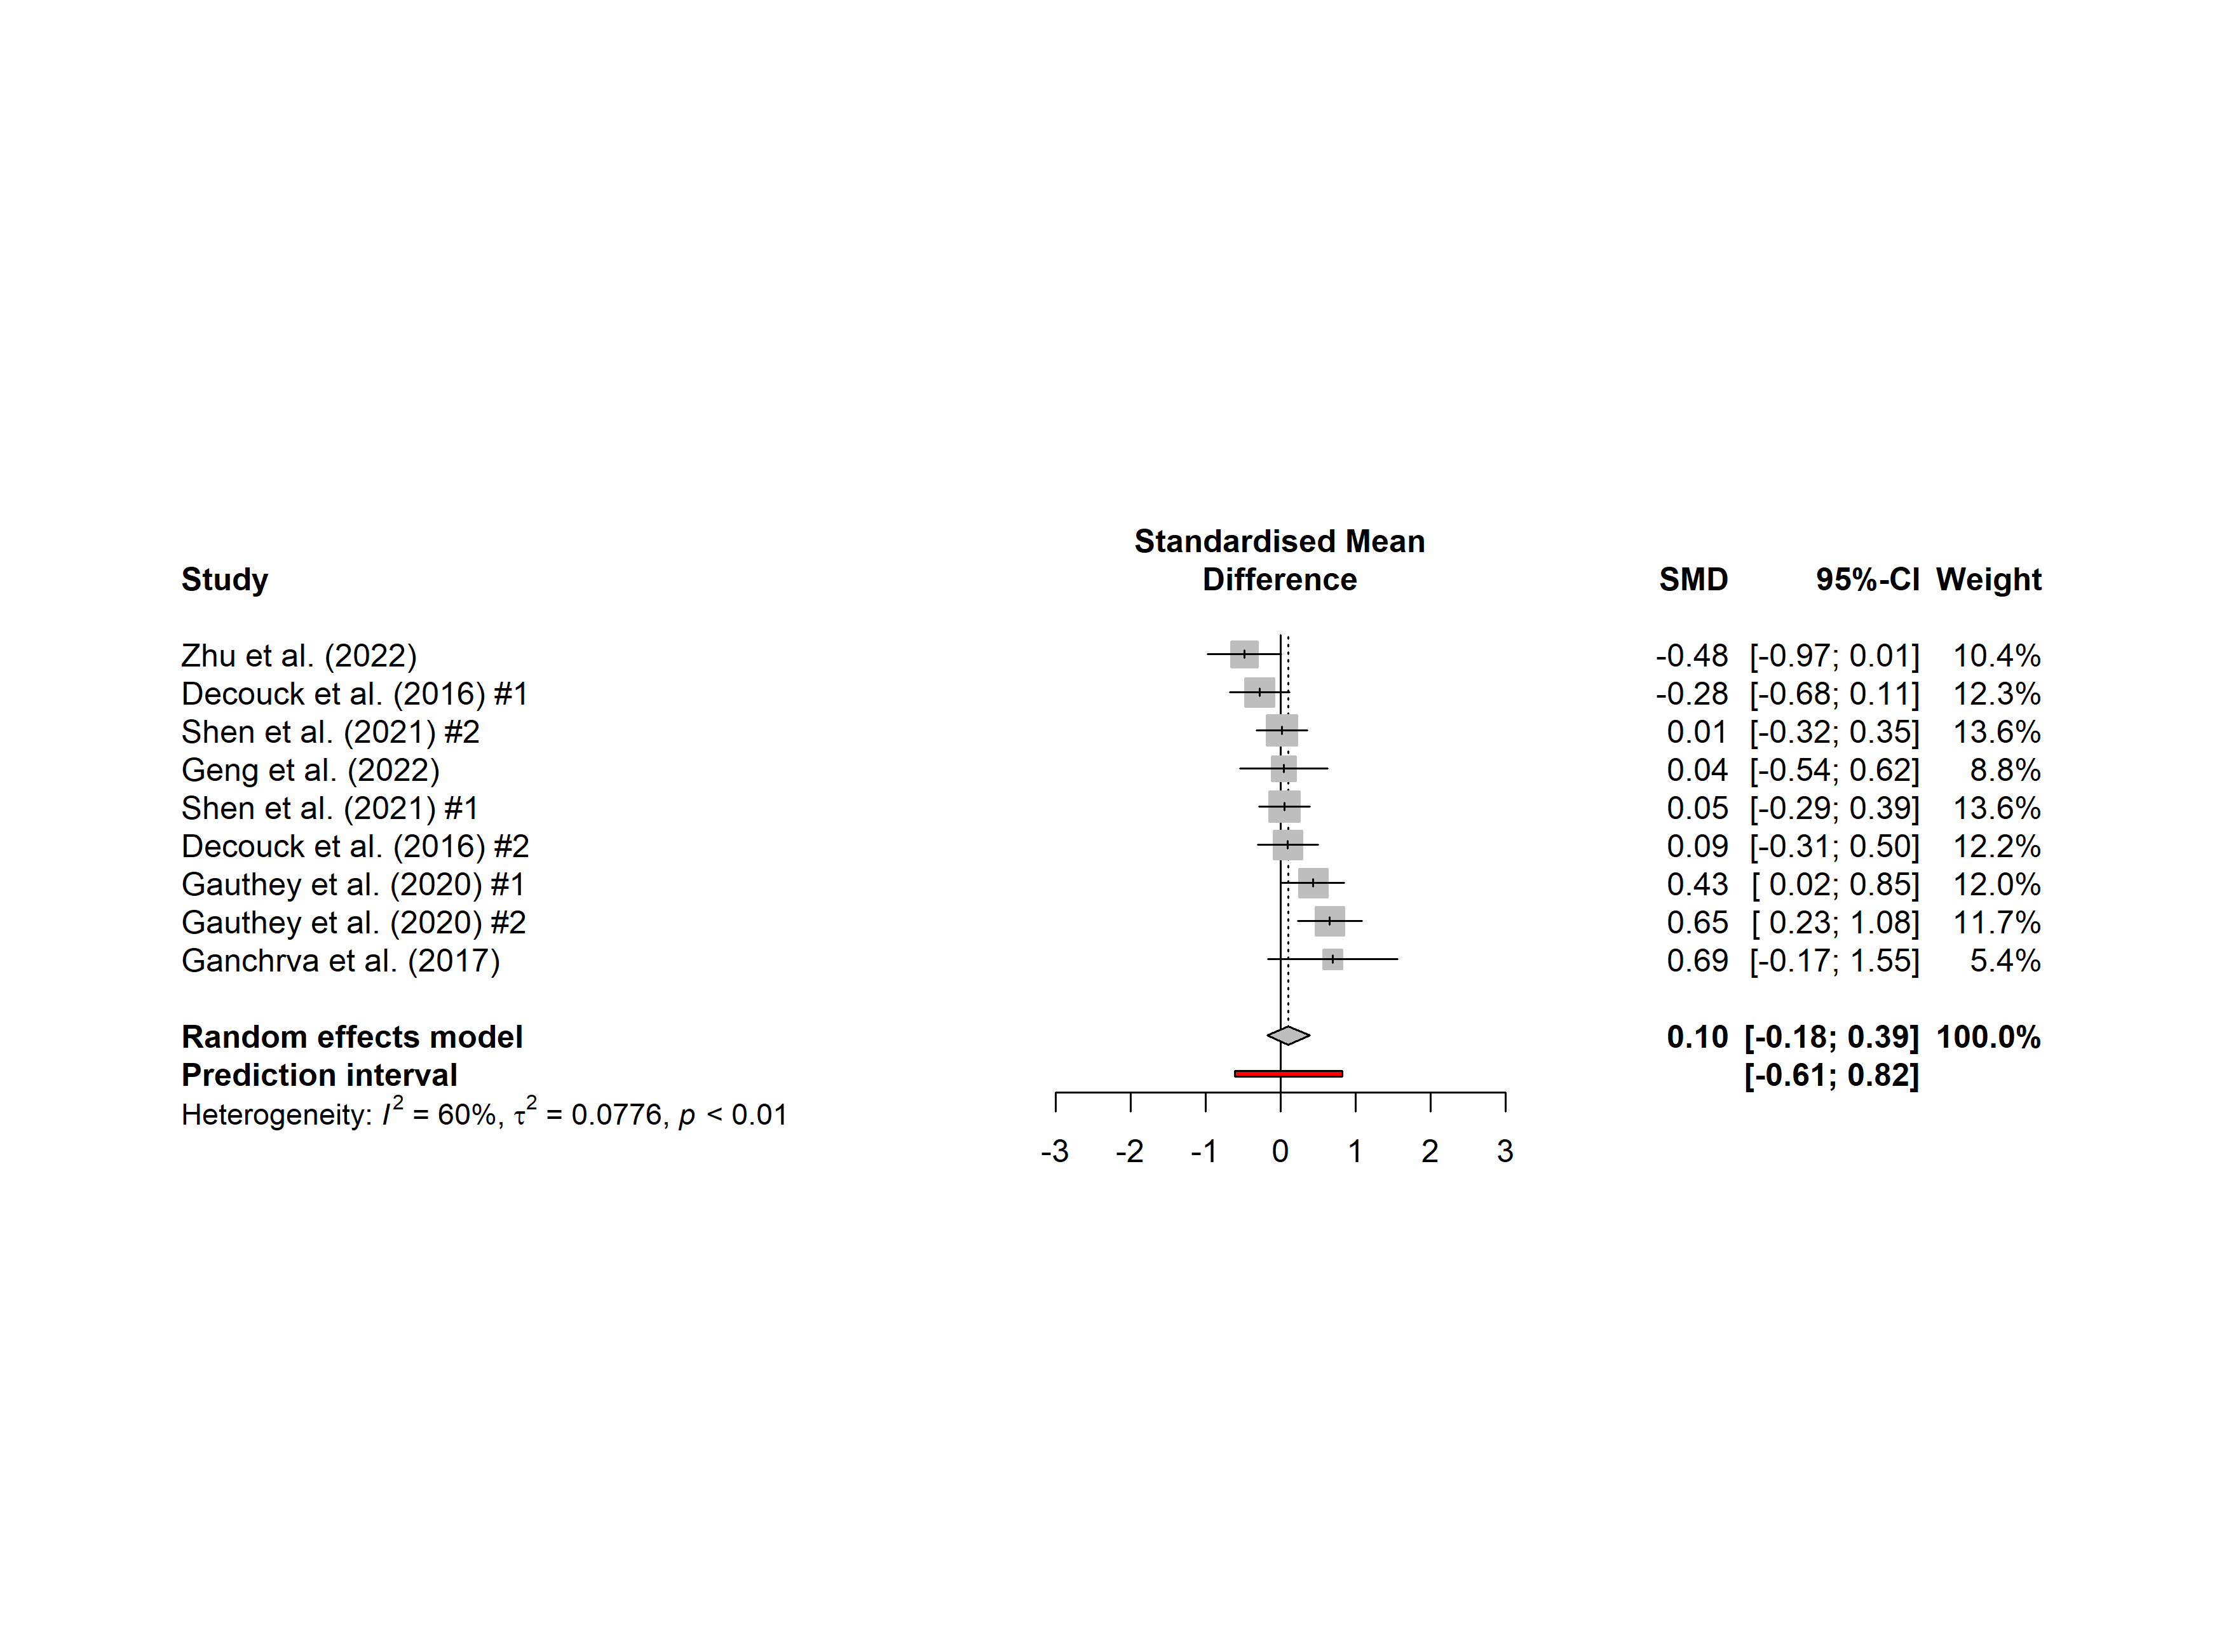 Standardised Mean
Study Difference SMD 95%-CI Weight
Zhu et al. (2022) -0.48 [-0.97; 0.01] 10.4%
Decouck et al. (2016) #1 -0.28 [-0.68; 0.11] 12.3%
Shen et al. (2021) #2 0.01 [-0.32; 0.35] 13.6%
Geng et al. (2022) 0.04 [-0.54; 0.62] 8.8%
Shen et al. (2021) #1 0.05 [-0.29; 0.39] 13.6%
Decouck et al. (2016) #2 0.09 [-0.31; 0.50] 12.2%
Gauthey et al. (2020) #1 0.43 [ 0.02; 0.85] 12.0%
Gauthey et al. (2020) #2 0.65 [ 0.23; 1.08] 11.7%
Ganchrva et al. (2017) 0.69 [-0.17; 1.55] 5.4%
Random effects model 0.10 [-0.18; 0.39] 100.0%
Prediction interval [-0.61; 0.82]
Heterogeneity: I² = 60%, τ² = 0.0776, p < 0.01
-3 -2 -1 0 1 2 3